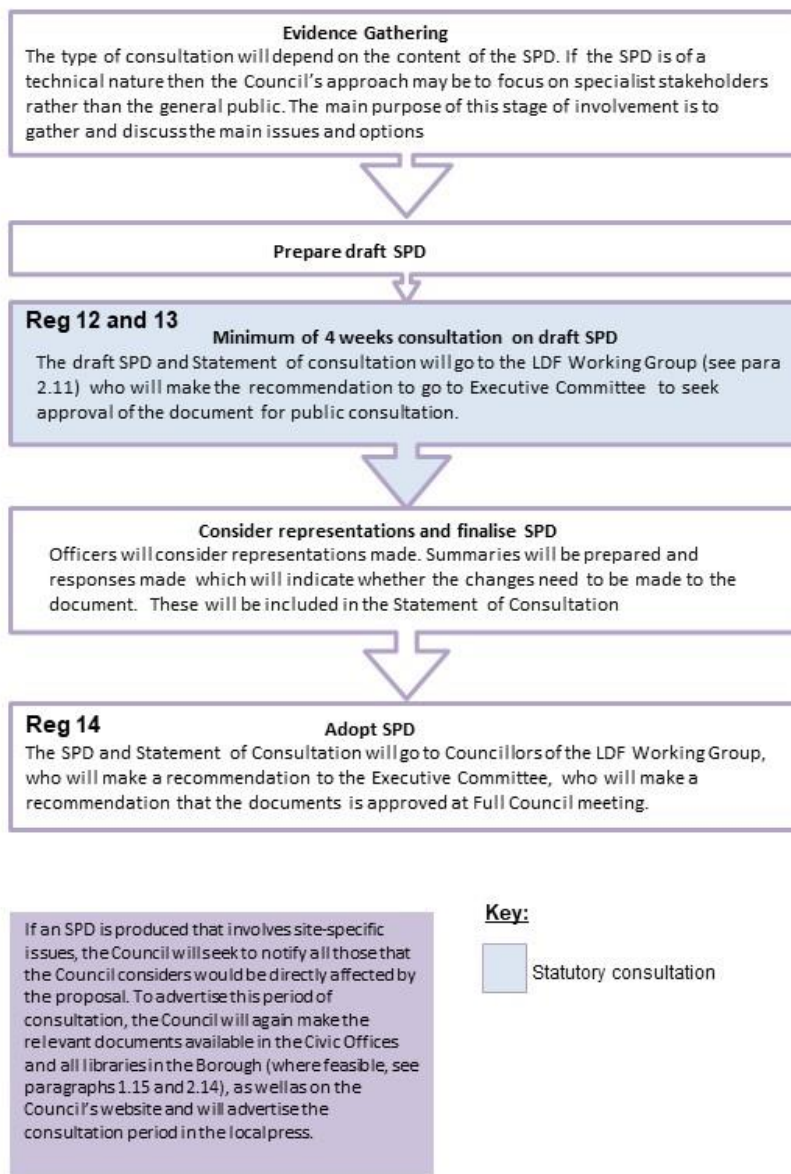 Evidence Gathering
The type of consultation will depend on the content of the SPD. If the SPD is of a
technical nature then the Council's approach may be to focus on specialist stakeholders
rather than the general public. The main purpose of this stage of involvement is to
gather and discuss the main issues and options
Prepare draft SPD
Reg 12 and 13
Minimum of 4 weeks consultation on draft SPD
The draft SPD and Statement of consultation will go to the LDF Working Group (see para
2.11) who will make the recommendation to go to Executive Committee to seek
approval of the document for public consultation.
Consider representations and finalise SPD
Officers will consider representations made. Summaries will be prepared and
responses made which will indicate whether the changes need to be made to the
document. These will be included in the Statement of Consultation
Reg 14
Adopt SPD
The SPD and Statement of Consultation will go to Councillors of the LDF Working Group,
who will make a recommendation to the Executive Committee, who will make a
recommendation that the documents is approved at Full Council meeting.
If an SPD is produced that involves site-specific
issues, the Council will seek to notify all those that
the Council considers would be directly affected by
the proposal. To advertise this period of
consultation, the Council will again make the
relevant documents available in the Civic Offices
and all libraries in the Borough (where feasible, see
paragraphs 1.15 and 2.14), as well as on the
Council's website and will advertise the
consultation period in the local press.
Key:
Statutory consultation